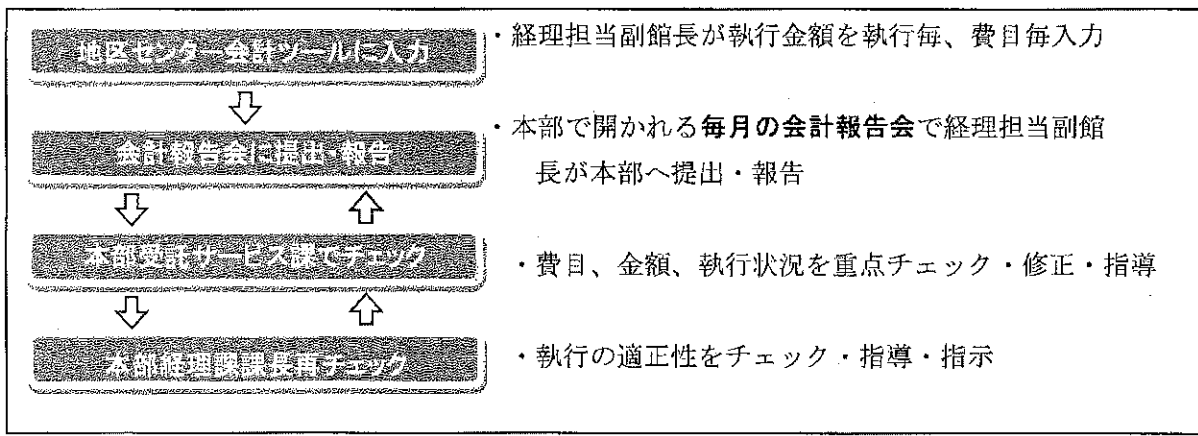 地区センター会計ツールに入力
・経理担当副館長が執行金額を執行毎、費目毎入力
会計報告会に提出・報告
・本部で開かれる毎月の会計報告会で経理担当副館
長が本部へ提出・報告
本部受託サービス課でチェック
・費目、金額、執行状況を重点チェック・修正・指導
本部経理課課長再チェック
・執行の適正性をチェック・指導・指示